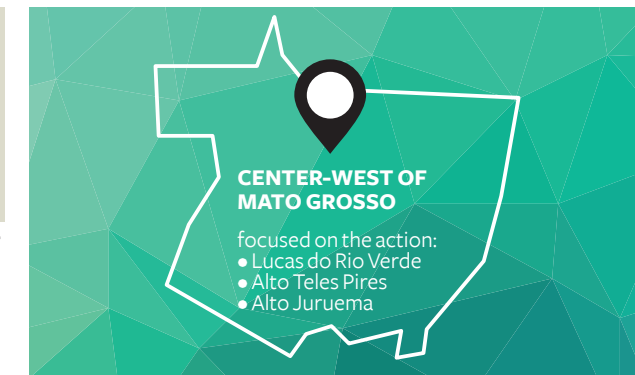 CENTER-WEST OF
MATO GROSSO
focused on the action:
● Lucas do Rio Verde
● Alto Teles Pires
● Alto Juruema